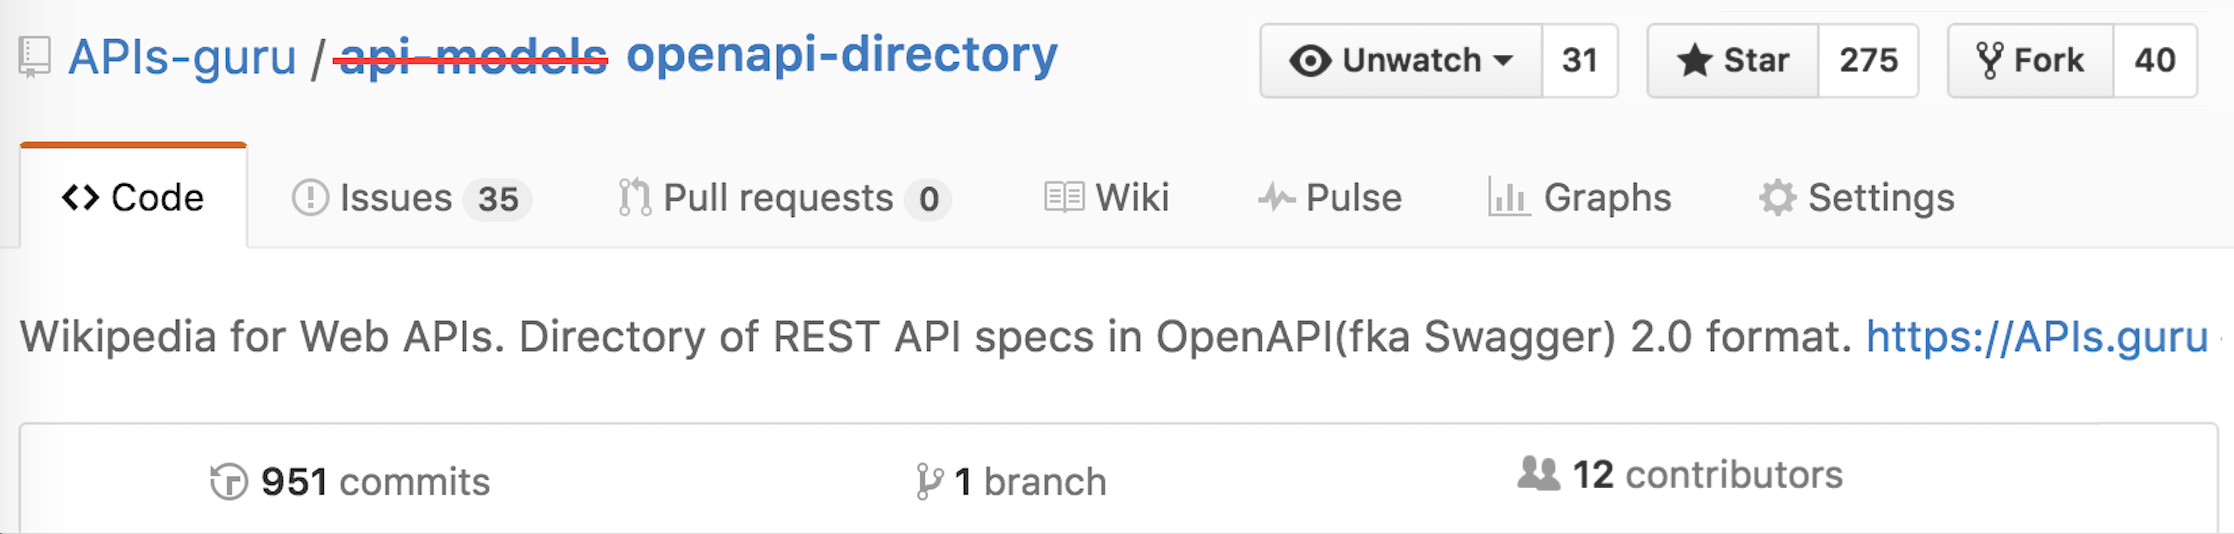 APIs-guru / api-models openapi-directory Unwatch 31 Star 275 Fork 40
Code Issues 35 Pull requests 0 Wiki Pulse Graphs Settings
Wikipedia for Web APIs. Directory of REST API specs in OpenAPI(fka Swagger) 2.0 format. https://APIs.guru
951 commits 1 branch 12 contributors